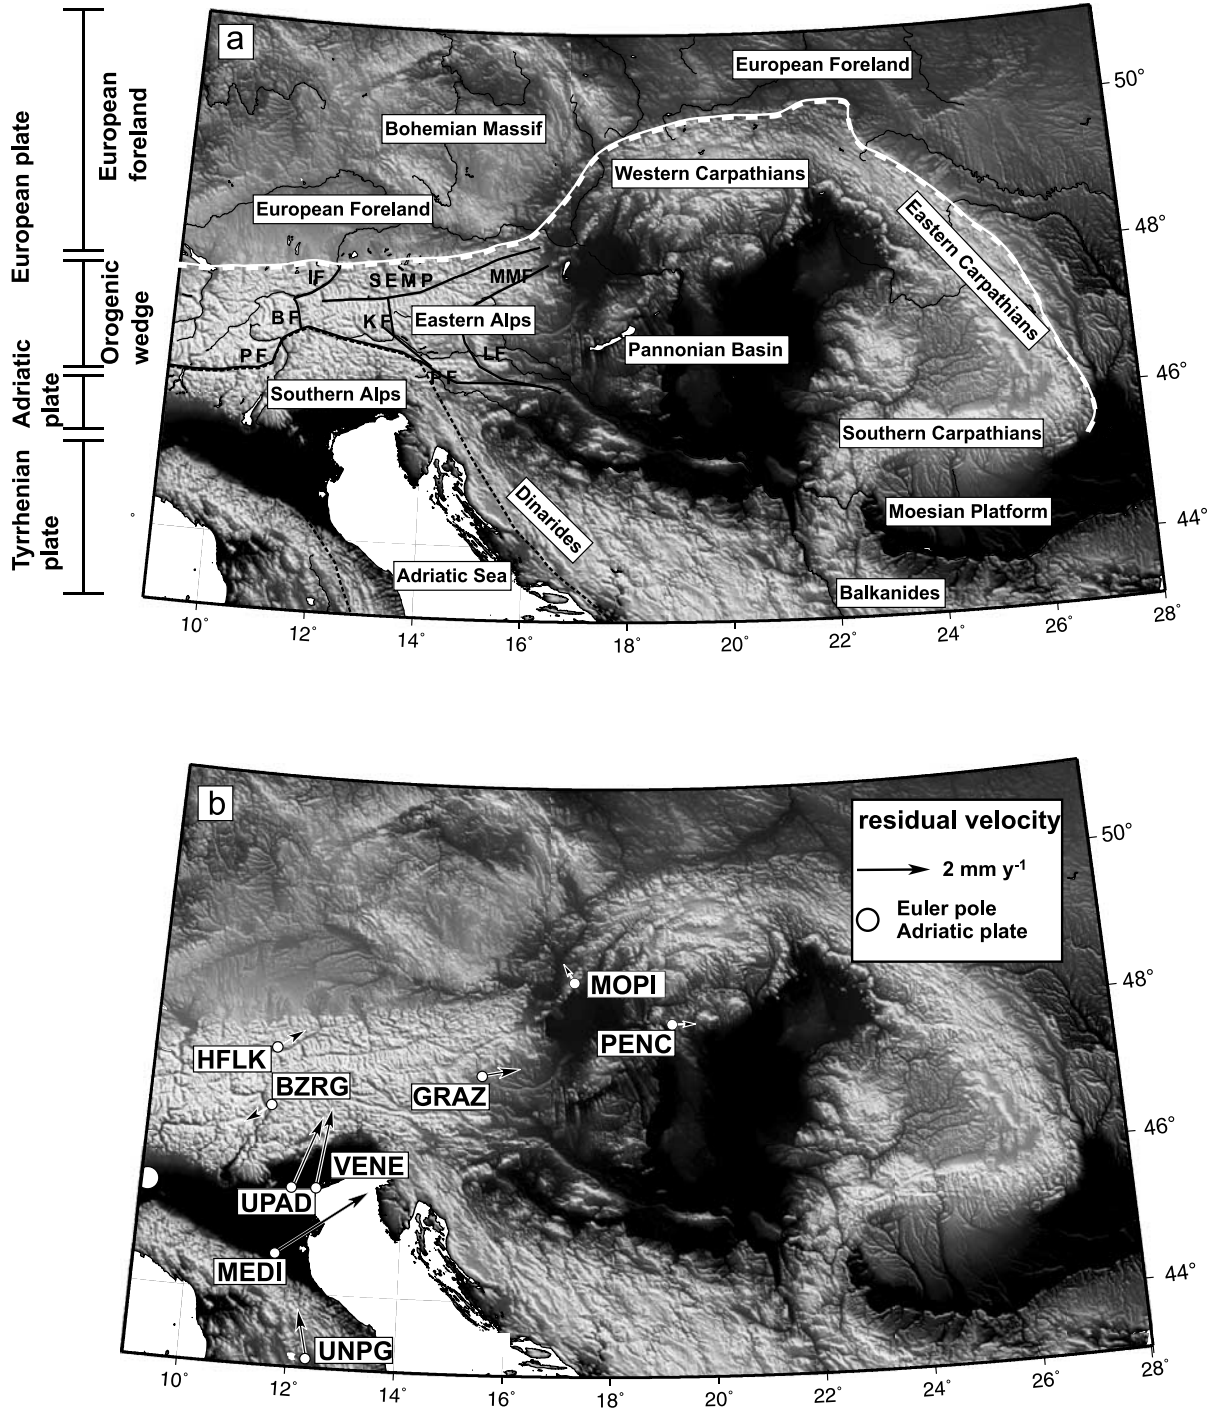 a
European Foreland
50°
Bohemian Massif
European plate
European
foreland
Western Carpathians
European Foreland
Eastern Carpathians
48°
IF
SEMP
MMF
Orogenic
wedge
BF
KF
Eastern Alps
PF
LF
Pannonian Basin
46°
PF
Adriatic
plate
Southern Alps
Southern Carpathians
Dinarides
Moesian Platform
44°
Tyrrhenian
plate
Adriatic Sea
Balkanides
10°
12°
14°
16°
18°
20°
22°
24°
26°
28°
b
residual velocity
2 mm y-1
Euler pole
Adriatic plate
50°
MOPI
48°
PENC
HFLK
BZRG
GRAZ
46°
VENE
UPAD
MEDI
44°
UNPG
10°
12°
14°
16°
18°
20°
22°
24°
26°
28°